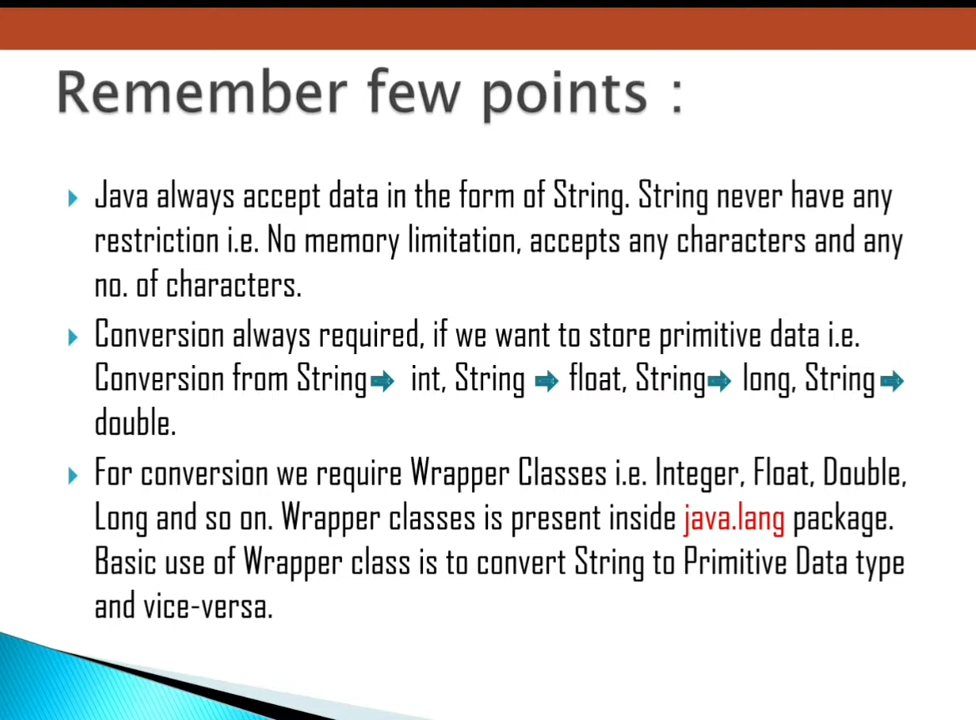 Remember few points :
Java always accept data in the form of String. String never have any
restriction i.e. No memory limitation, accepts any characters and any
no. of characters.
Conversion always required, if we want to store primitive data i.e.
Conversion from String int, String float, String long, String
double.
For conversion we require Wrapper Classes i.e. Integer, Float, Double,
Long and so on. Wrapper classes is present inside java.lang package.
Basic use of Wrapper class is to convert String to Primitive Data type
and vice-versa.